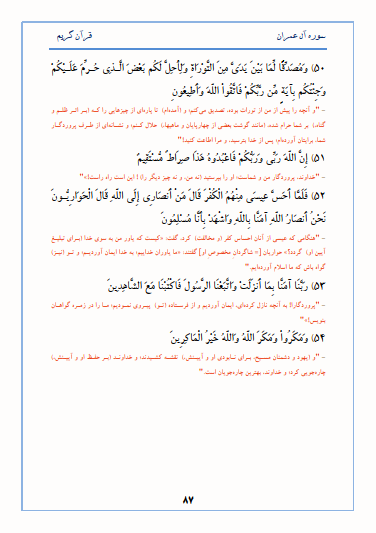 سوره آل عمران
قرآن کریم
۵۰) وَمُصَدِّقًا لِّمَا بَيْنَ يَدَيَّ مِنَ التَّوْرَاةِ وَلِأُحِلَّ لَكُم بَعْضَ الَّذِي حُرِّمَ عَلَيْكُمْ
وَجِئْتُكُم بِآيَةٍ مِّن رَّبِّكُمْ فَاتَّقُواْ اللّهَ وَأَطِيعُونِ
– "و آنچه را پیش از من از تورات بوده، تصدیق می‌کنم؛ و (آمده‌ام) تا پاره‌ای از چیزهایی را که (بر اثر ظلم و
گناه،) بر شما حرام شده، (مانند گوشت بعضی از چهارپایان و ماهیها،) حلال کنم؛ و نشانه‌ای از طرف پروردگار
شما، برایتان آورده‌ام؛ پس از خدا بترسید، و مرا اطاعت کنید!"
۵۱) إِنَّ اللّهَ رَبِّي وَرَبُّكُمْ فَاعْبُدُوهُ هَذَا صِرَاطٌ مُّسْتَقِيمٌ
– "خداوند، پروردگار من و شماست؛ او را بپرستید (نه من، و نه چیز دیگر را)! این است راه راست!»"
۵۲) فَلَمَّا أَحَسَّ عِيسَى مِنْهُمُ الْكُفْرَ قَالَ مَنْ أَنصَارِي إِلَى اللّهِ قَالَ الْحَوَارِيُّونَ
نَحْنُ أَنصَارُ اللّهِ آمَنَّا بِاللّهِ وَاشْهَدْ بِأَنَّا مُسْلِمُونَ
– "هنگامی که عیسی از آنان احساس کفر (و مخالفت) کرد، گفت: «کیست که یاور من به سوی خدا (برای تبلیغ
آیین او) گردد؟» حواریان [= شاگردان مخصوص او] گفتند: «ما یاوران خداییم؛ به خدا ایمان آوردیم؛ و تو (نیز)
گواه باش که ما اسلام آورده‌ایم."
۵۳) رَبَّنَا آمَنَّا بِمَا أَنزَلَتْ وَاتَّبَعْنَا الرَّسُولَ فَاكْتُبْنَا مَعَ الشَّاهِدِينَ
– "پروردگارا! به آنچه نازل کرده‌ای، ایمان آوردیم و از فرستاده (تو) پیروی نمودیم؛ ما را در زمره گواهان
بنویس!»"
۵۴) وَمَكَرُواْ وَمَكَرَ اللّهُ وَاللّهُ خَيْرُ الْمَاكِرِينَ
– "و (یهود و دشمنان مسیح، برای نابودی او و آیینش،) نقشه کشیدند؛ و خداوند (بر حفظ او و آیینش،)
چاره‌جویی کرد؛ و خداوند، بهترین چاره‌جویان است."
۸۷